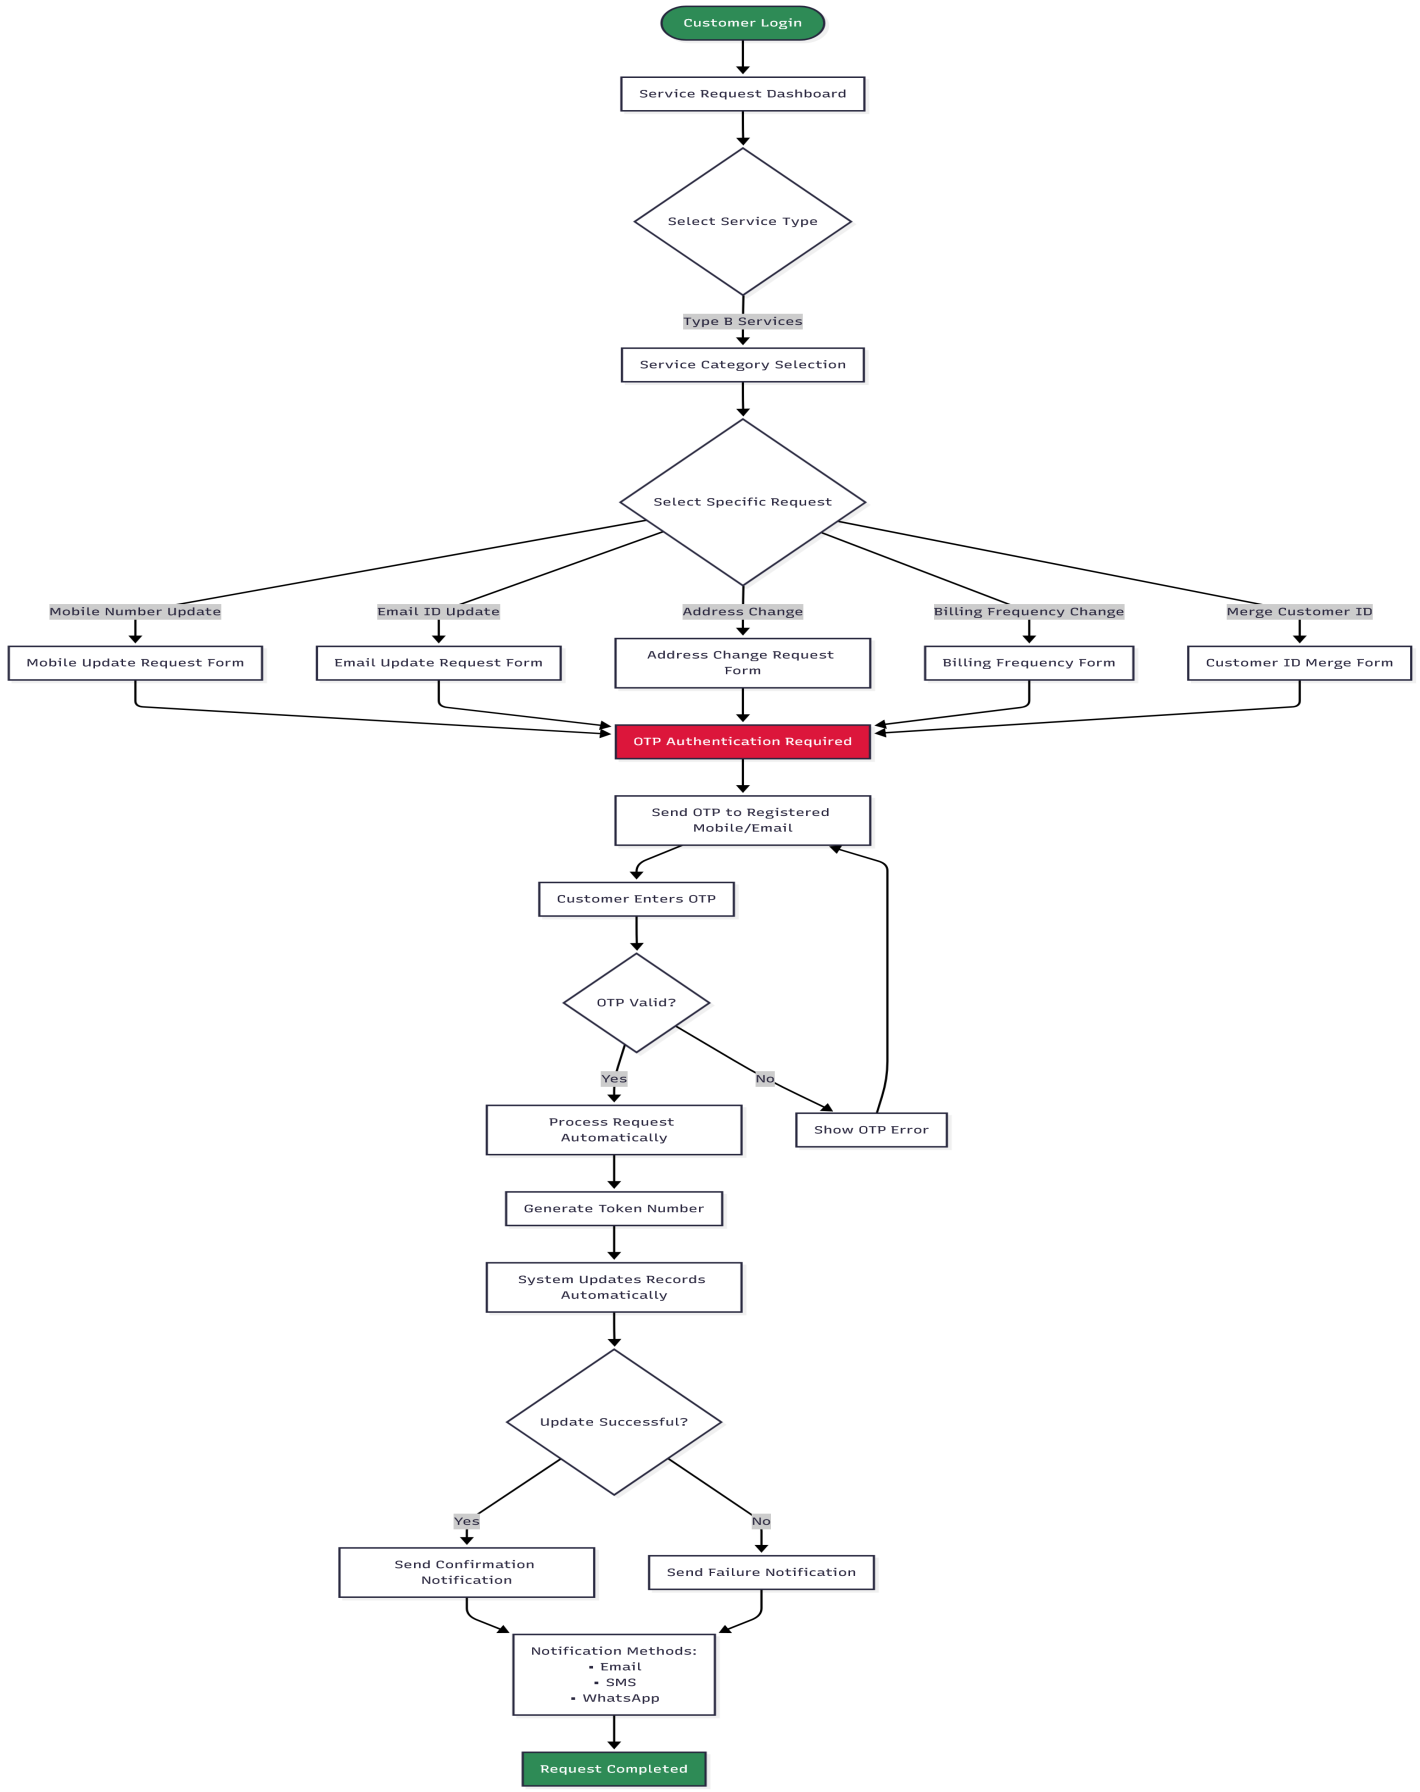 Customer Login
Service Request Dashboard
Select Service Type
Type B Services
Service Category Selection
Select Specific Request
Mobile Number Update
Email ID Update
Address Change
Billing Frequency Change
Merge Customer ID
Mobile Update Request Form
Email Update Request Form
Address Change Request
Form
Billing Frequency Form
Customer ID Merge Form
OTP Authentication Required
Send OTP to Registered
Mobile/Email
Customer Enters OTP
OTP Valid?
Yes
No
Process Request
Automatically
Show OTP Error
Generate Token Number
System Updates Records
Automatically
Update Successful?
Yes
No
Send Confirmation
Notification
Send Failure Notification
Notification Methods:
▪ Email
▪ SMS
▪ WhatsApp
Request Completed